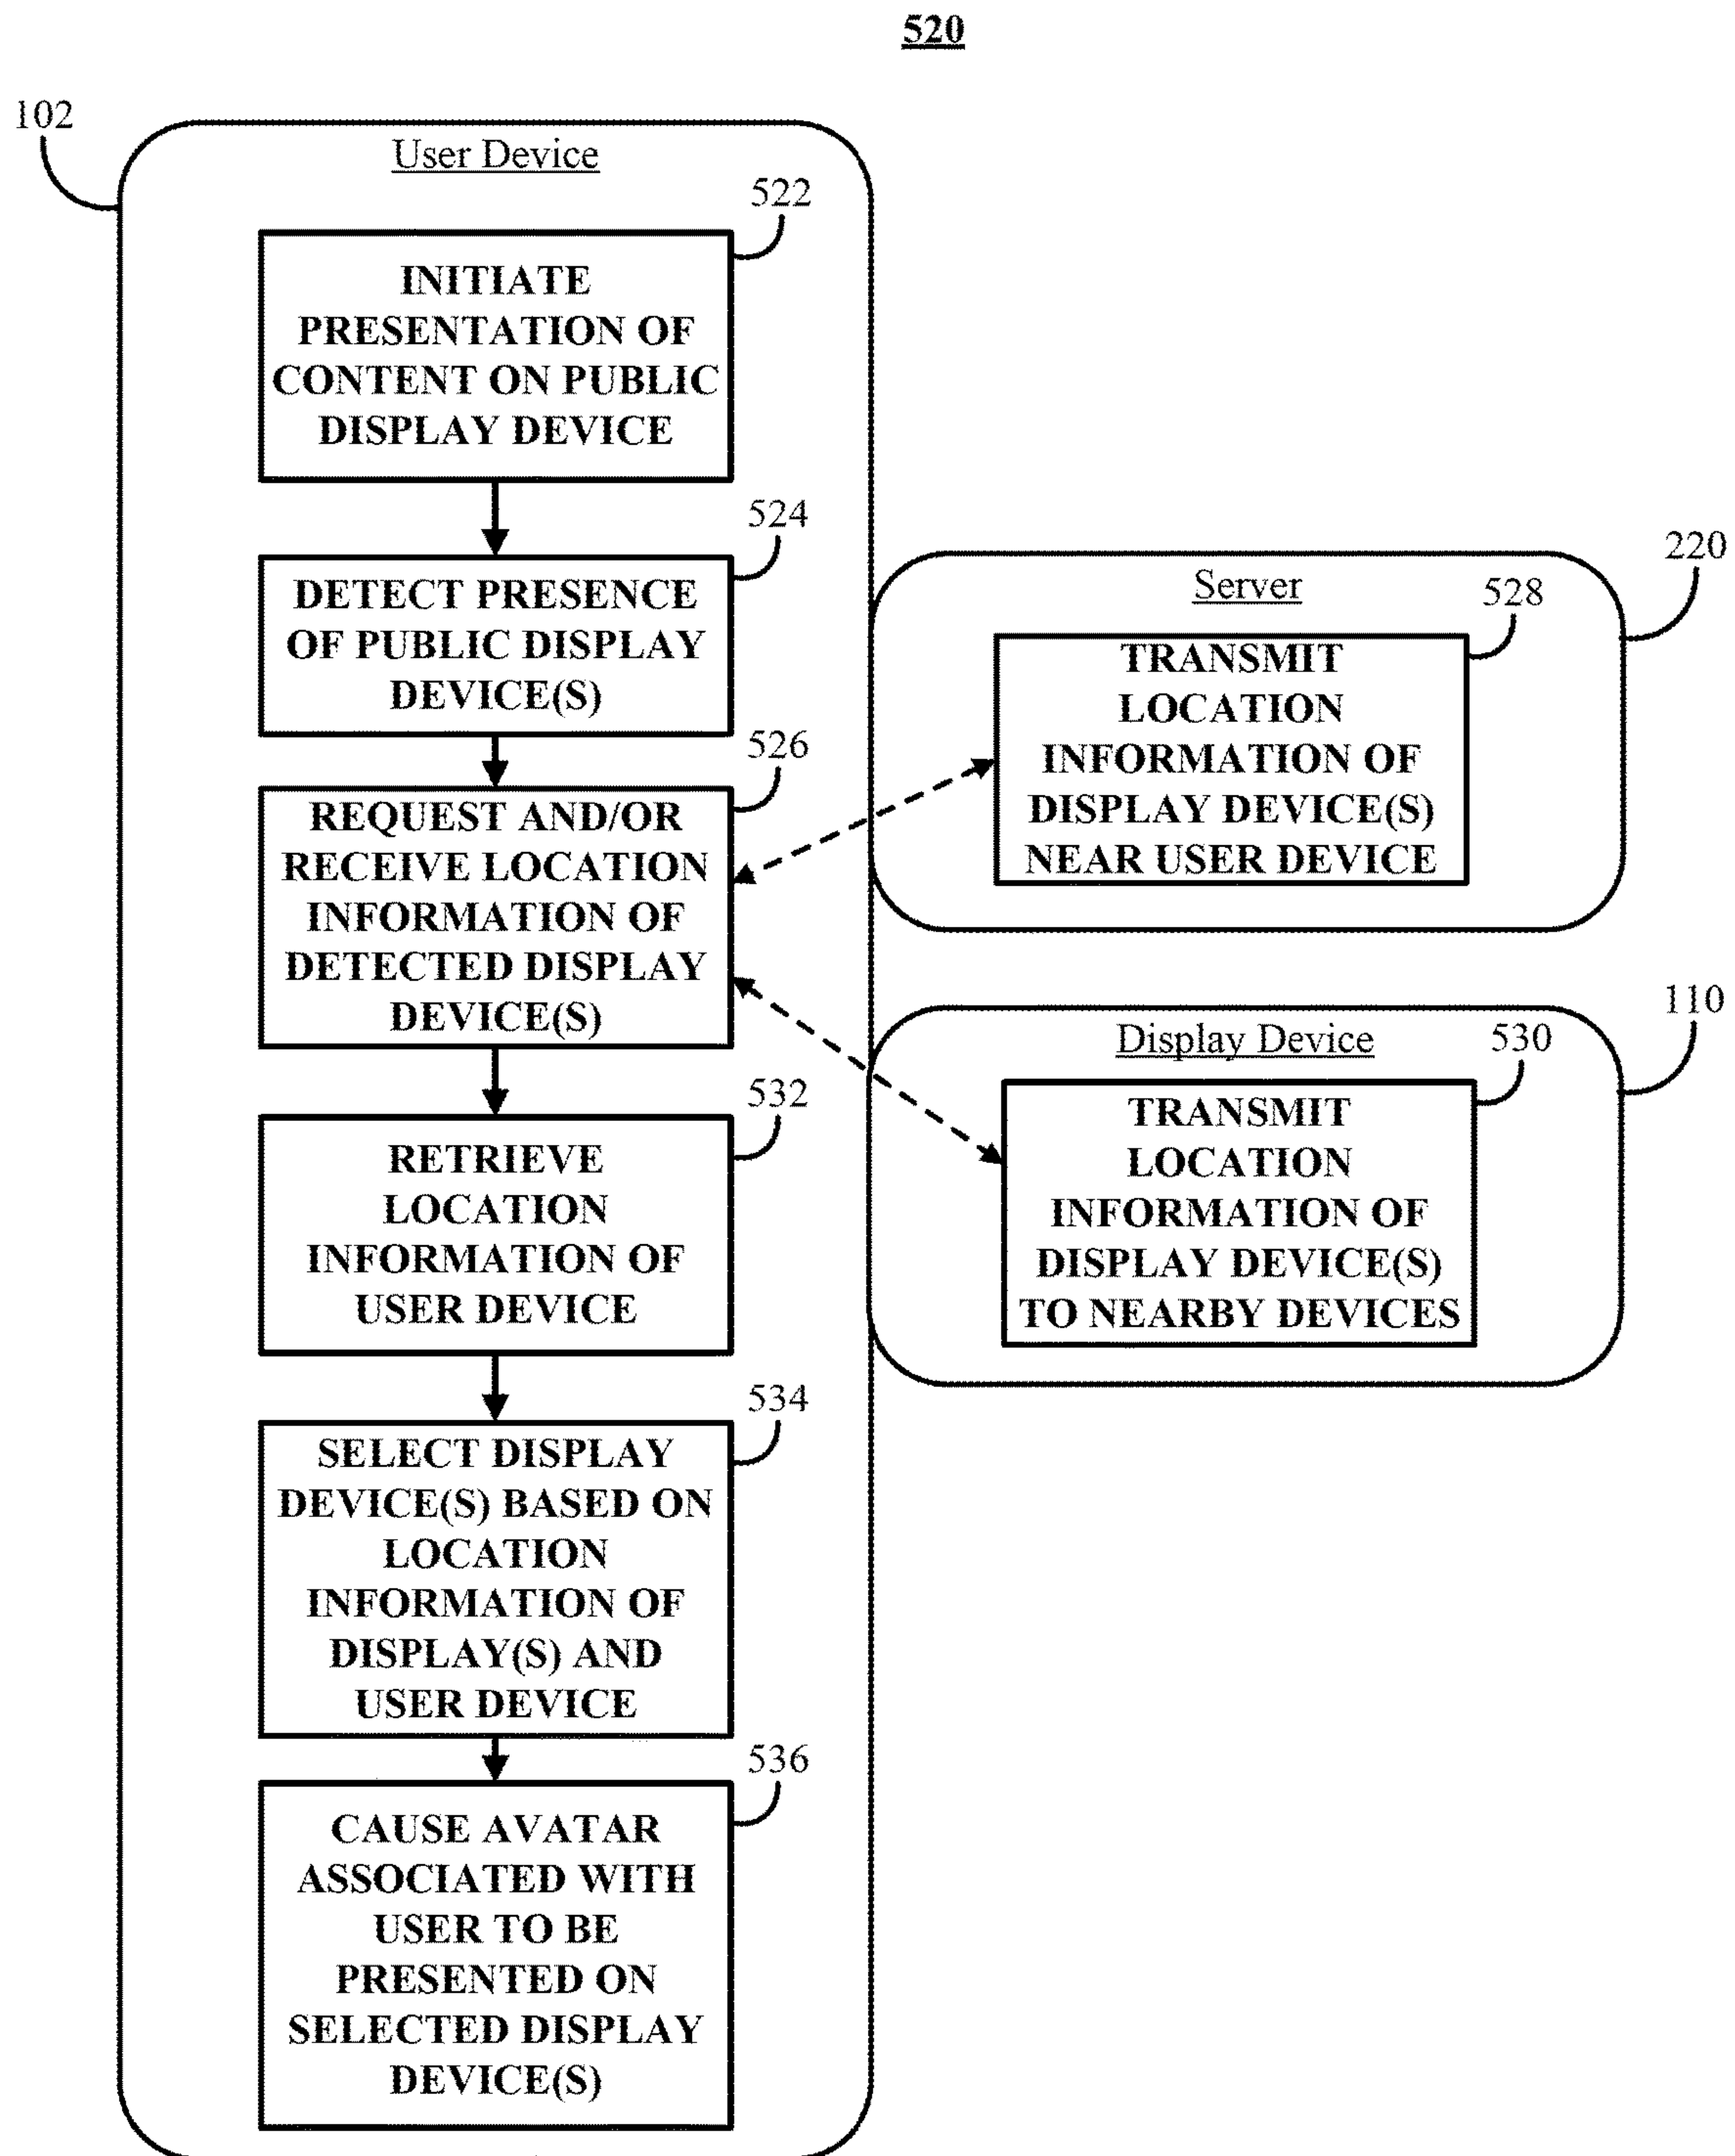 520
102
User Device
522
INITIATE
PRESENTATION OF
CONTENT ON PUBLIC
DISPLAY DEVICE
524
DETECT PRESENCE
OF PUBLIC DISPLAY
DEVICE(S)
526
REQUEST AND/OR
RECEIVE LOCATION
INFORMATION OF
DETECTED DISPLAY
DEVICE(S)
220
Server
528
TRANSMIT
LOCATION
INFORMATION OF
DISPLAY DEVICE(S)
NEAR USER DEVICE
110
Display Device
530
TRANSMIT
LOCATION
INFORMATION OF
DISPLAY DEVICE(S)
TO NEARBY DEVICES
532
RETRIEVE
LOCATION
INFORMATION OF
USER DEVICE
534
SELECT DISPLAY
DEVICE(S) BASED ON
LOCATION
INFORMATION OF
DISPLAY(S) AND
USER DEVICE
536
CAUSE AVATAR
ASSOCIATED WITH
USER TO BE
PRESENTED ON
SELECTED DISPLAY
DEVICE(S)